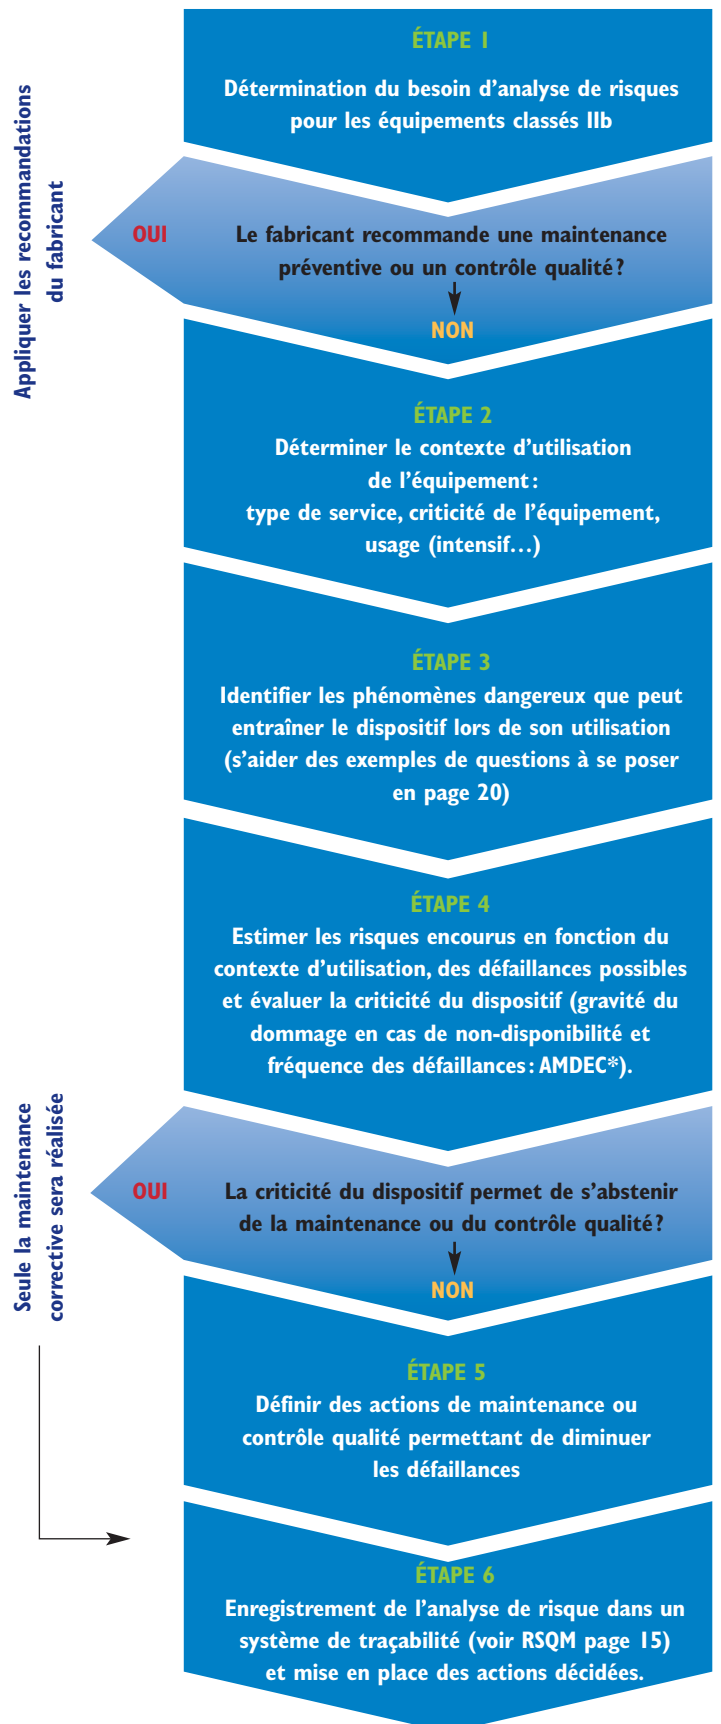 ÉTAPE 1
Détermination du besoin d'analyse de risques
pour les équipements classés IIb
Appliquer les recommandations
du fabricant
OUI
Le fabricant recommande une maintenance
préventive ou un contrôle qualité?
NON
ÉTAPE 2
Déterminer le contexte d'utilisation
de l'équipement:
type de service, criticité de l'équipement,
usage (intensif…)
ÉTAPE 3
Identifier les phénomènes dangereux que peut
entraîner le dispositif lors de son utilisation
(s'aider des exemples de questions à se poser
en page 20)
ÉTAPE 4
Estimer les risques encourus en fonction du
contexte d'utilisation, des défaillances possibles
et évaluer la criticité du dispositif (gravité du
dommage en cas de non-disponibilité et
fréquence des défaillances: AMDEC*).
Seule la maintenance
corrective sera réalisée
OUI
La criticité du dispositif permet de s'abstenir
de la maintenance ou du contrôle qualité?
NON
ÉTAPE 5
Définir des actions de maintenance ou
contrôle qualité permettant de diminuer
les défaillances
ÉTAPE 6
Enregistrement de l'analyse de risque dans un
système de traçabilité (voir RSQM page 15)
et mise en place des actions décidées.